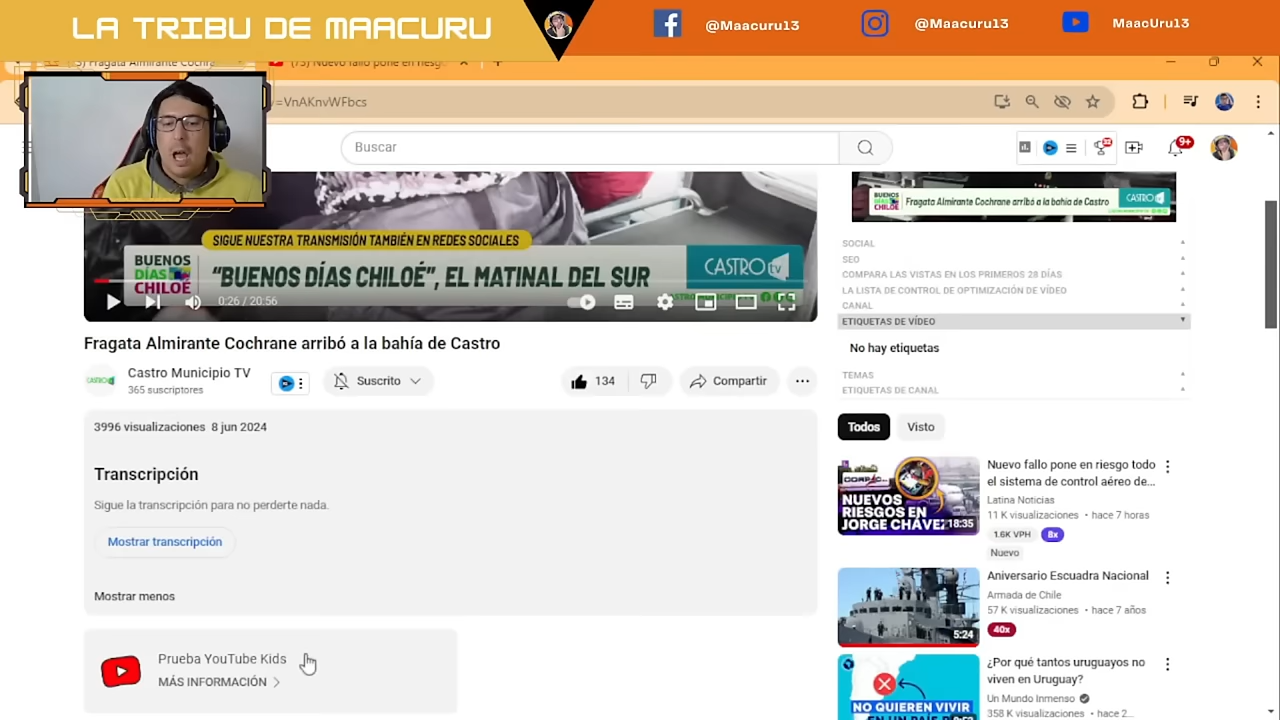 LA TRIBU DE MAACURU
@Maacuru13
@Maacuru13
MaacUru13
Fragata Almirante Cochra
(13) Nuevo fallo pone en riesg
=VnAKnvWFbcs
Buscar
9+
SIGUE NUESTRA TRANSMISIÓN TAMBIÉN EN REDES SOCIALES
BUENOS
DÍAS
CHILOÉ
"BUENOS DÍAS CHILOÉ", EL MATINAL DEL SUR
CASTRO tv
0:26 / 20:56
Fragata Almirante Cochrane arribó a la bahía de Castro
Castro Municipio TV
365 suscriptores
Suscrito
134
Compartir
3996 visualizaciones 8 jun 2024
Transcripción
Sigue la transcripción para no perderte nada.
Mostrar transcripción
Mostrar menos
Prueba YouTube Kids
MÁS INFORMACIÓN
BUENOS
DÍAS
CHILOÉ
Fragata Almirante Cochrane arribó a la bahía de Castro
CASTRO
SOCIAL
SEO
COMPARA LAS VISTAS EN LOS PRIMEROS 28 DÍAS
LA LISTA DE CONTROL DE OPTIMIZACIÓN DE VÍDEO
CANAL
ETIQUETAS DE VÍDEO
No hay etiquetas
TEMAS
ETIQUETAS DE CANAL
Todos
Visto
NUEVOS
RIESGOS EN
JORGE CHÁVEZ
18:35
Nuevo fallo pone en riesgo todo
el sistema de control aéreo de...
Latina Noticias
11 K visualizaciones • hace 7 horas
1.6K VPH
8x
Nuevo
5:24
Aniversario Escuadra Nacional
Armada de Chile
57 K visualizaciones • hace 7 años
40x
NO QUIEREN VIVIR
¿Por qué tantos uruguayos no
viven en Uruguay?
Un Mundo Inmenso
358 K visualizaciones • hace 2...